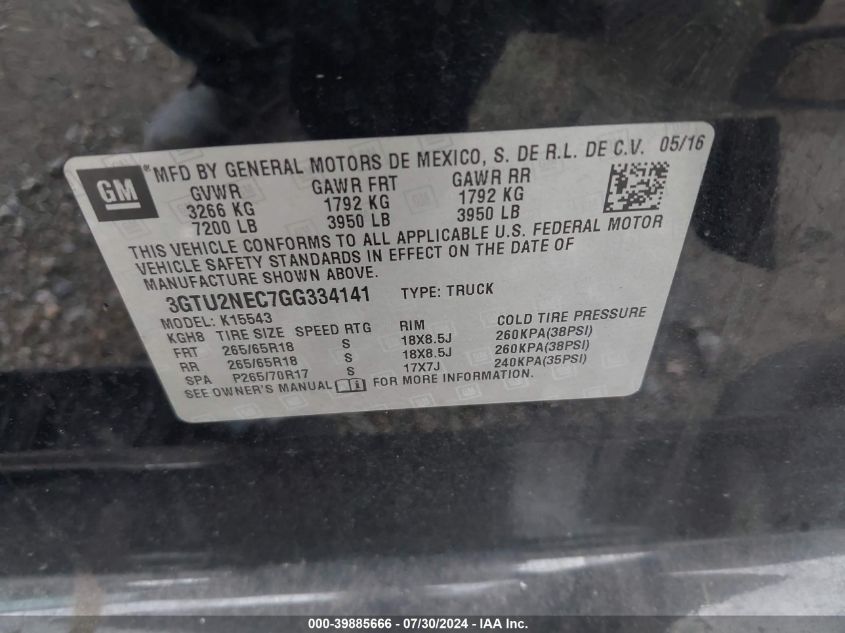 GM ® MFD BY GENERAL MOTORS DE MEXICO, S. DE R.L. DE C.V. 05/16
GVWR GAWR FRT GAWR RR
3266 KG 1792 KG 1792 KG
7200 LB 3950 LB 3950 LB
THIS VEHICLE CONFORMS TO ALL APPLICABLE U.S. FEDERAL MOTOR
VEHICLE SAFETY STANDARDS IN EFFECT ON THE DATE OF
MANUFACTURE SHOWN ABOVE.
3GTU2NEC7GG334141 TYPE: TRUCK
MODEL: K15543
KGH8 TIRE SIZE SPEED RTG RIM COLD TIRE PRESSURE
FRT 265/65R18 S 18X8.5J 260KPA(38PSI)
RR 265/65R18 S 18X8.5J 260KPA(38PSI)
SPA P265/70R17 S 17X7J 240KPA(35PSI)
SEE OWNER'S MANUAL FOR MORE INFORMATION.
000-39885666 / 07/30/2024 - IAA Inc.